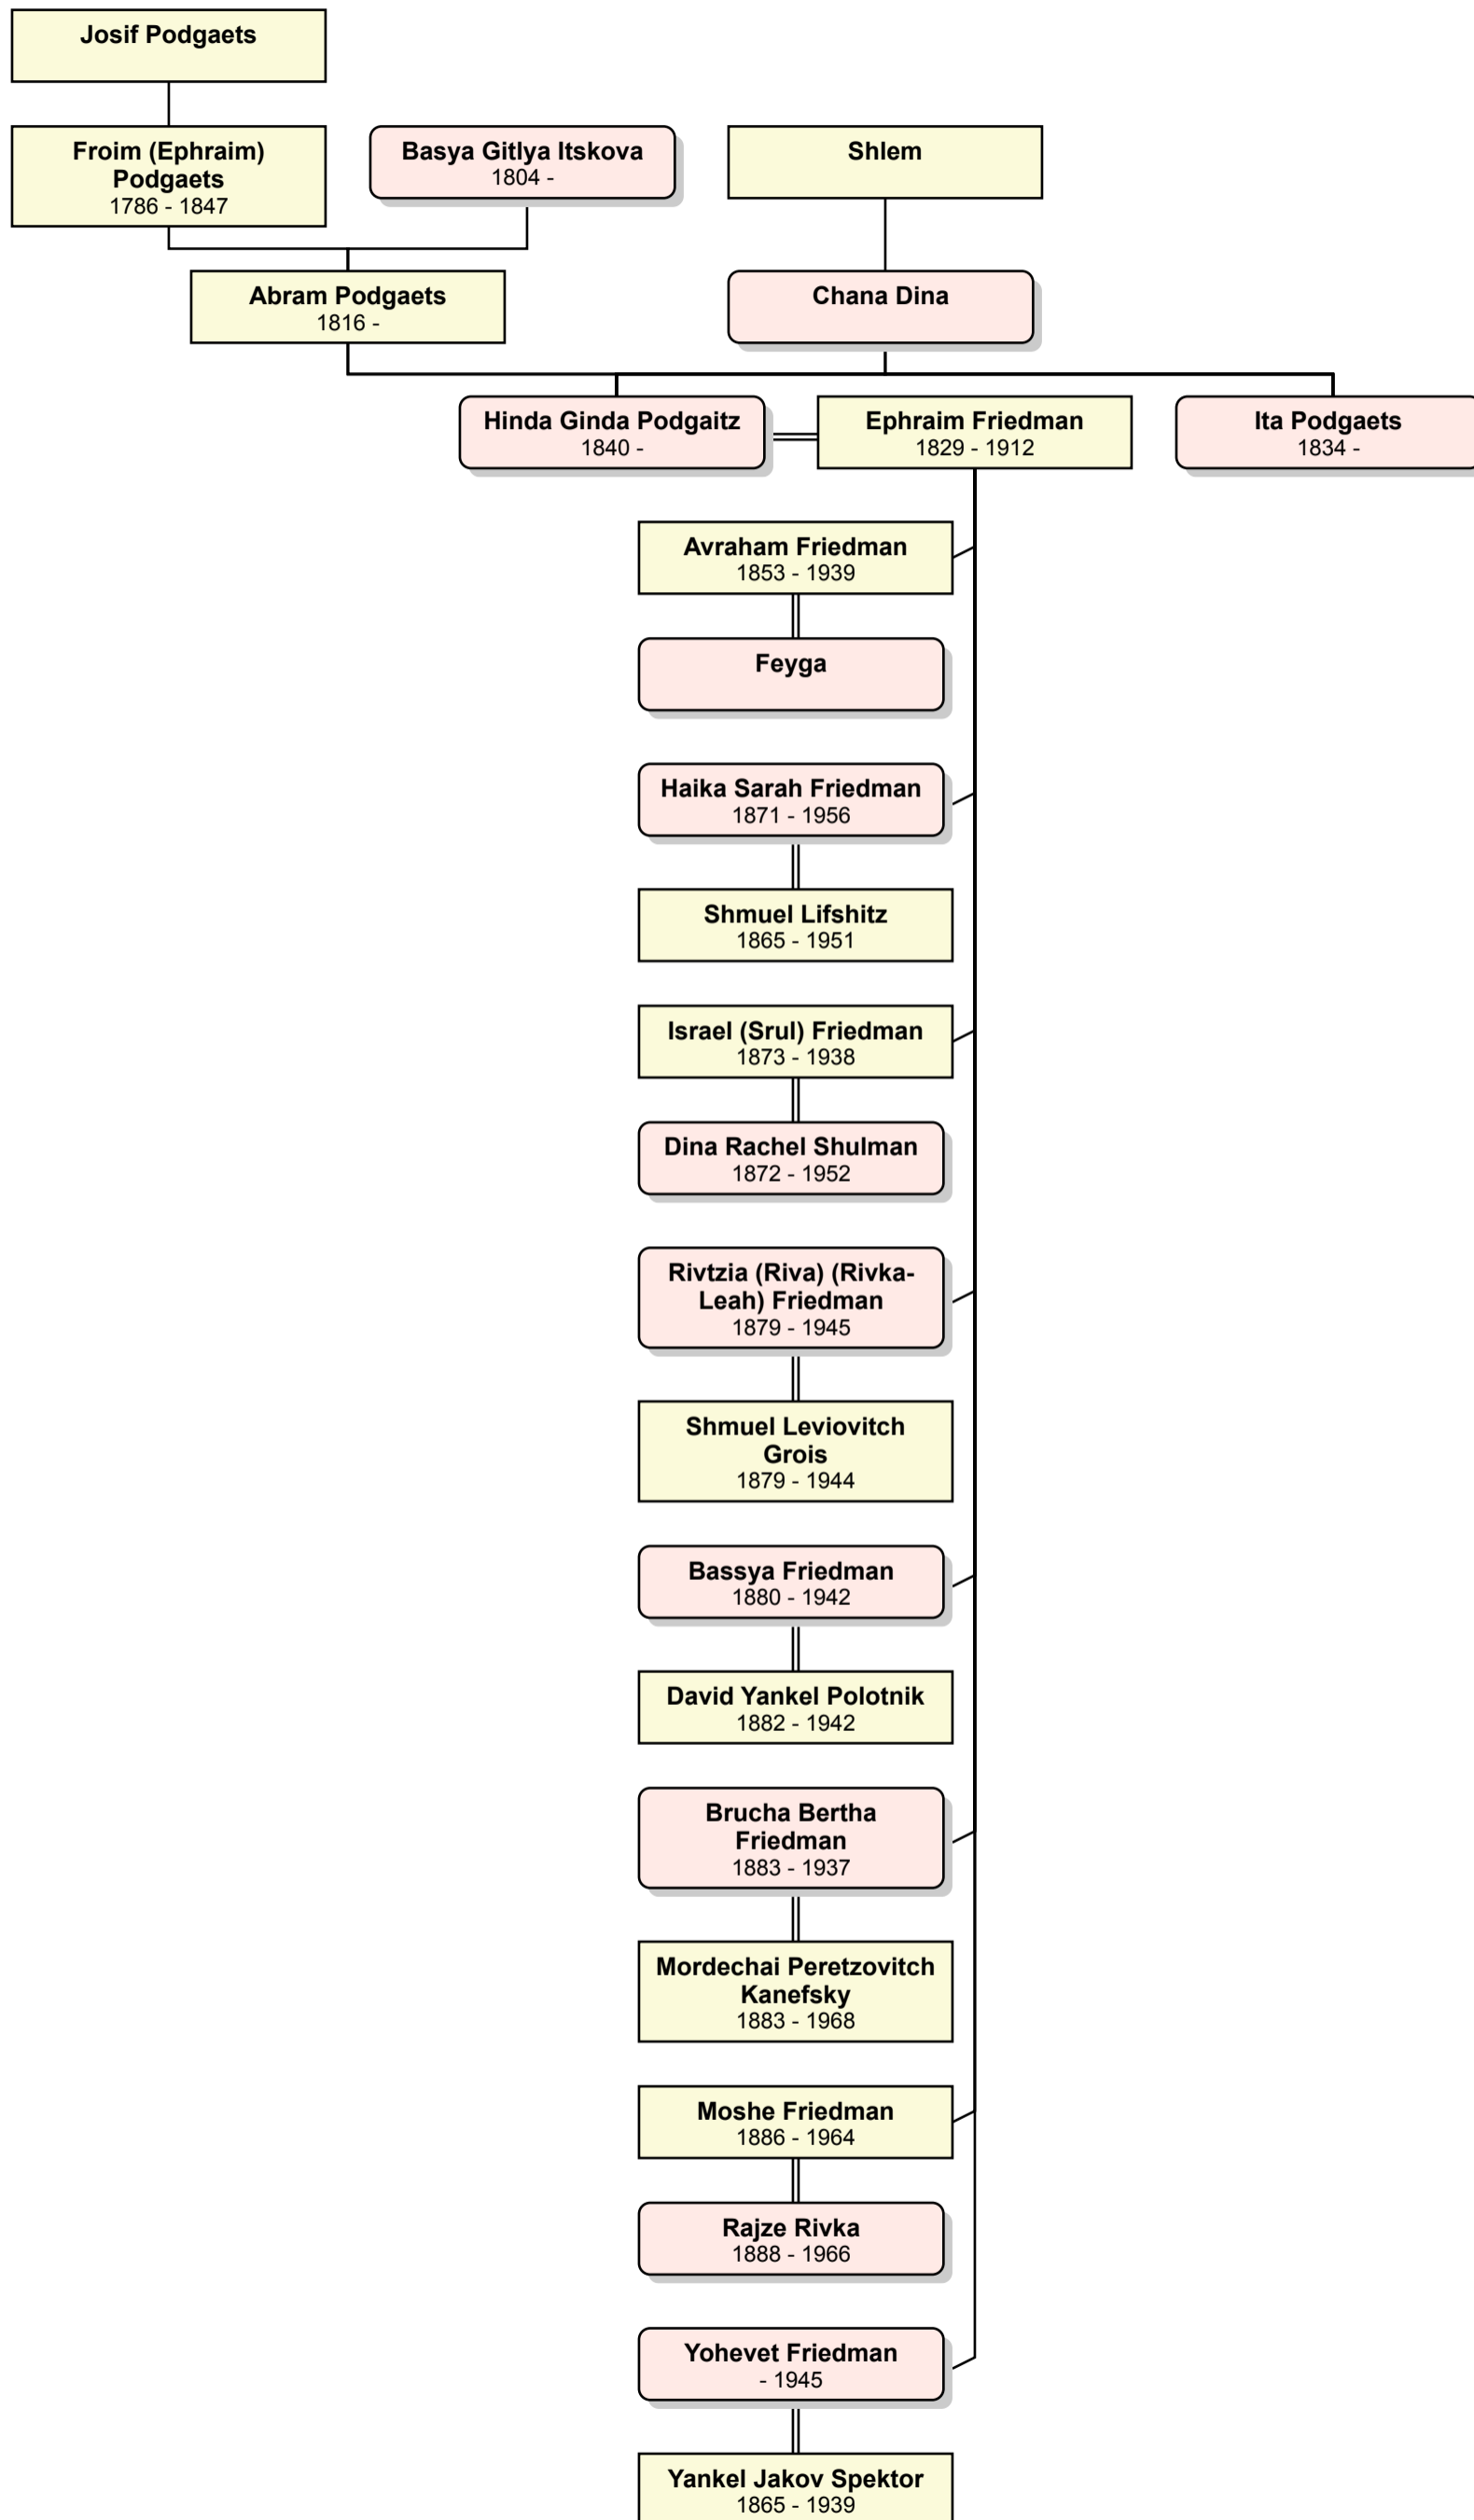 Josif Podgaets
Froim (Ephraim)
Podgaets
1786 - 1847
Basya Gitlya Itskova
1804 -
Shlem
Abram Podgaets
1816 -
Chana Dina
Hinda Ginda Podgaitz
1840 -
Ephraim Friedman
1829 - 1912
Ita Podgaets
1834 -
Avraham Friedman
1853 - 1939
Feyga
Haika Sarah Friedman
1871 - 1956
Shmuel Lifshitz
1865 - 1951
Israel (Srul) Friedman
1873 - 1938
Dina Rachel Shulman
1872 - 1952
Rivtzia (Riva) (Rivka-
Leah) Friedman
1879 - 1945
Shmuel Leviovitch
Grois
1879 - 1944
Bassya Friedman
1880 - 1942
David Yankel Polotnik
1882 - 1942
Brucha Bertha
Friedman
1883 - 1937
Mordechai Peretzovitch
Kanefsky
1883 - 1968
Moshe Friedman
1886 - 1964
Rajze Rivka
1888 - 1966
Yohevet Friedman
- 1945
Yankel Jakov Spektor
1865 - 1939